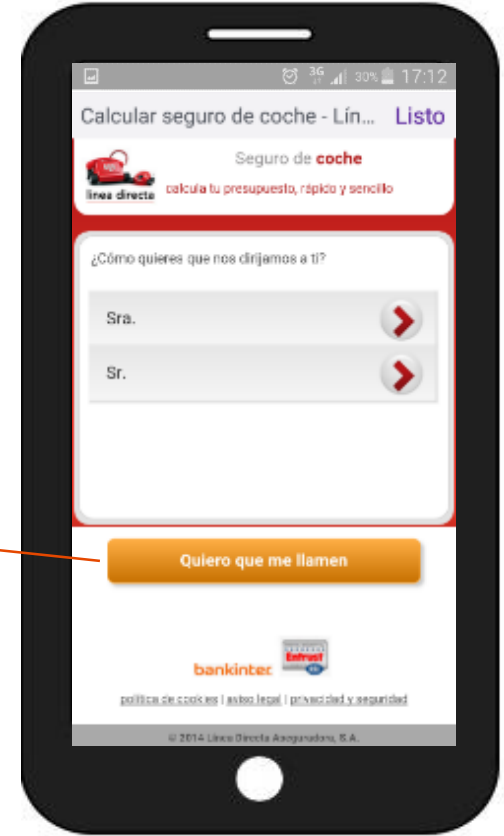 3G 30% 17:12
Calcular seguro de coche - Lín... Listo
Seguro de coche
calcula tu presupuesto, rápido y sencillo
línea directa
¿Cómo quieres que nos dirijamos a ti?
Sra.
Sr.
Quiero que me llamen
Entrust
bankinter.
política de cookies | aviso legal | privacidad y seguridad
© 2014 Línea Directa Aseguradora, S.A.